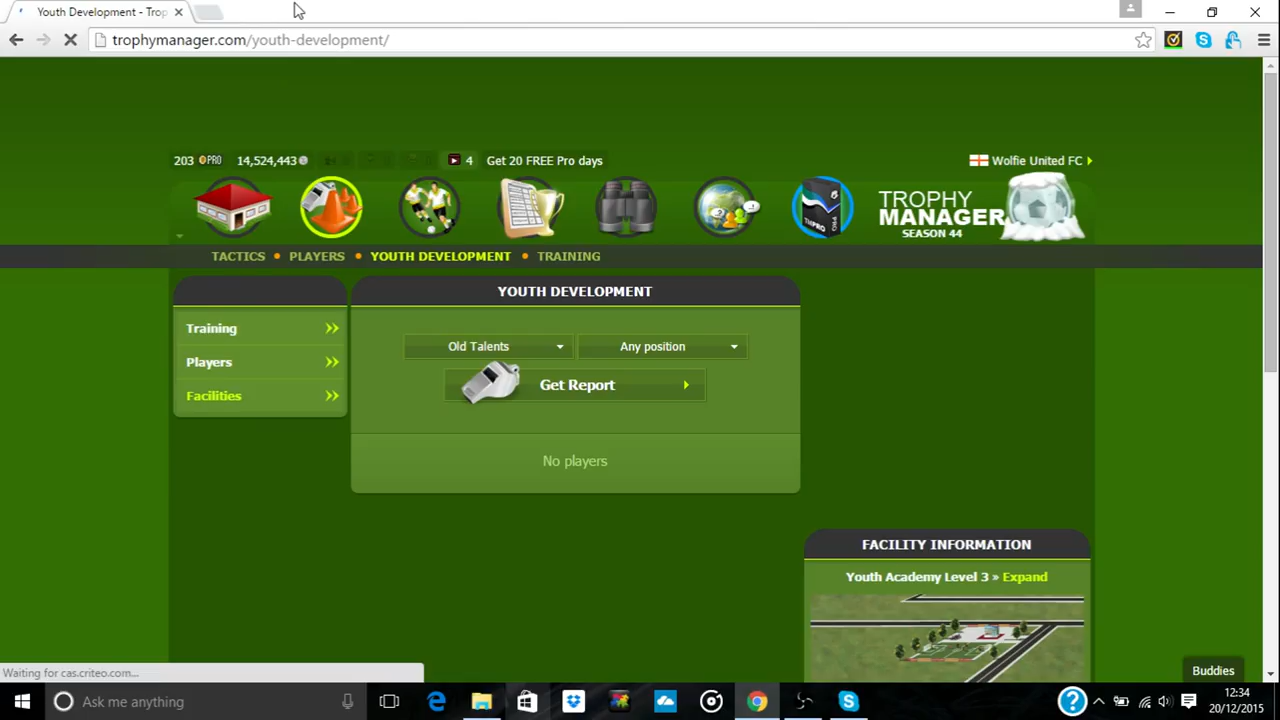 Youth Development - Trop
trophymanager.com/youth-development/
203 PRO 14,524,443 4 Get 20 FREE Pro days
Wolfie United FC
TROPHY
MANAGER
SEASON 44
TACTICS • PLAYERS • YOUTH DEVELOPMENT • TRAINING
YOUTH DEVELOPMENT
Training
Players
Facilities
Old Talents
Any position
Get Report
No players
FACILITY INFORMATION
Youth Academy Level 3 » Expand
Waiting for cas.criteo.com...
Buddies
Ask me anything
12:34
20/12/2015